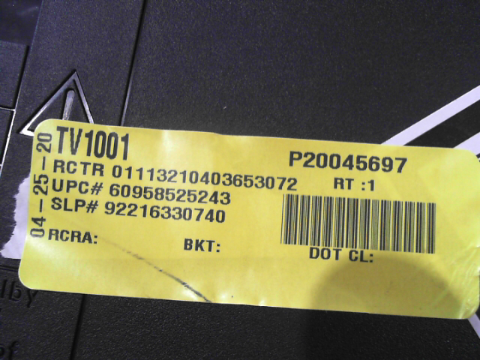 TV1001
P20045697
RCTR 01113210403653072
RT :1
UPC# 60958525243
SLP# 92216330740
04-25-20
RCRA:
BKT:
DOT CL: